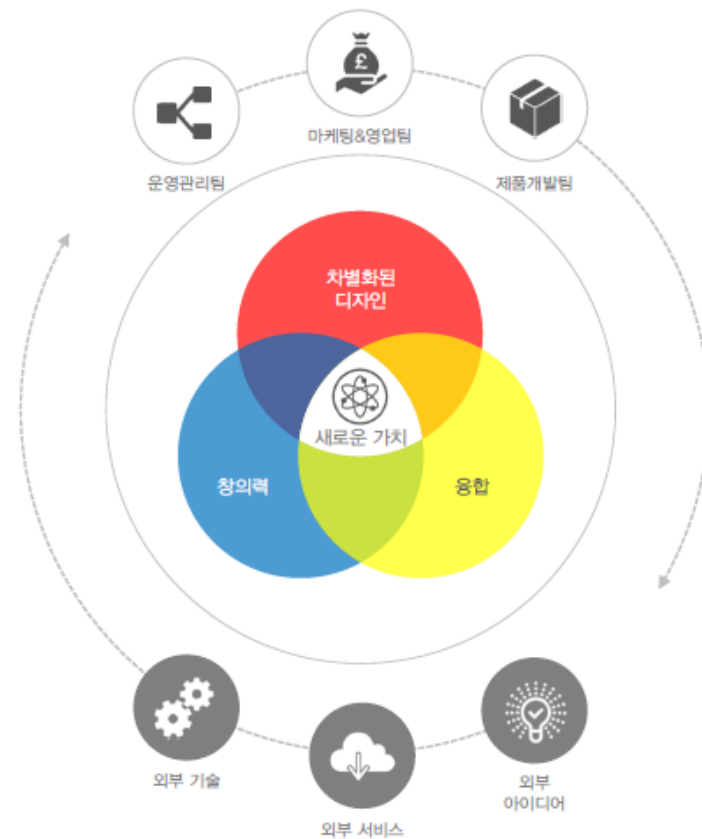 £
마케팅&영업팀
운영관리팀
제품개발팀
차별화된
디자인
새로운 가치
창의력
융합
외부 기술
외부 서비스
외부
아이디어